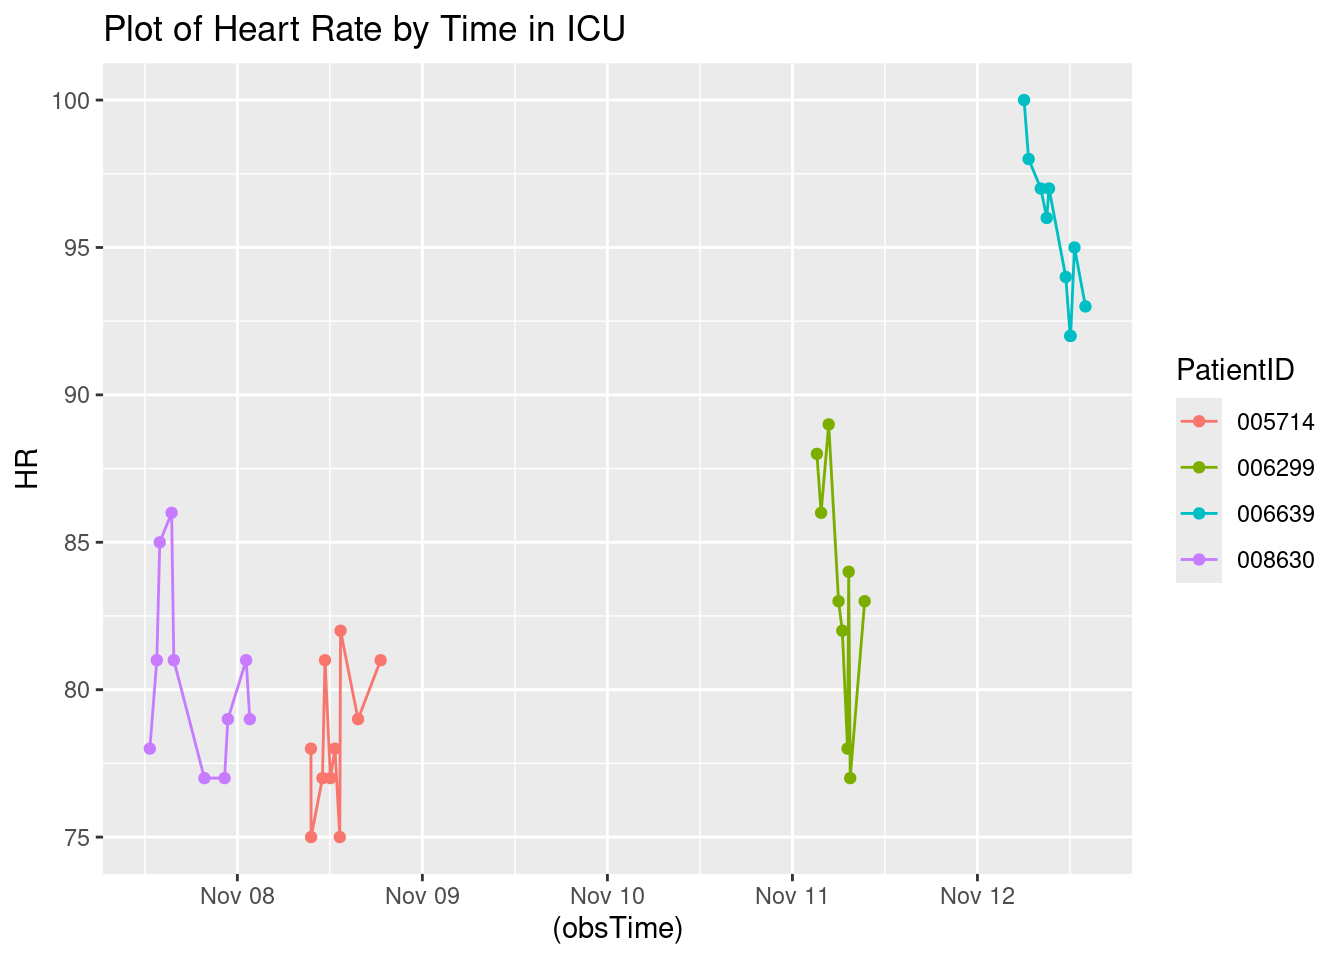 Plot of Heart Rate by Time in ICU
100
95
90
85
80
75
HR
Nov 08
Nov 09
Nov 10
Nov 11
Nov 12
(obsTime)
PatientID
005714
006299
006639
008630